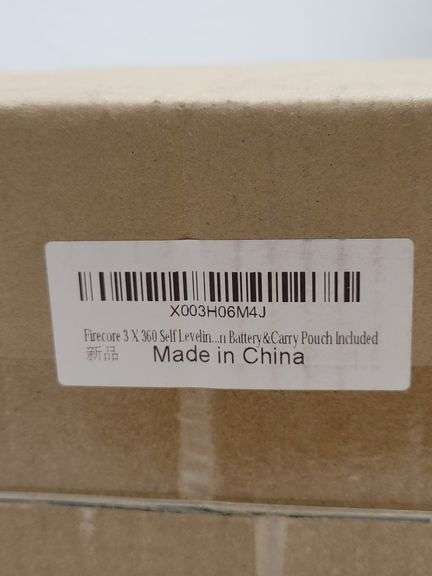 X003H06M4J
Firecore 3 X 360 Self Levelin...n Battery&Carry Pouch Included
新品
Made in China